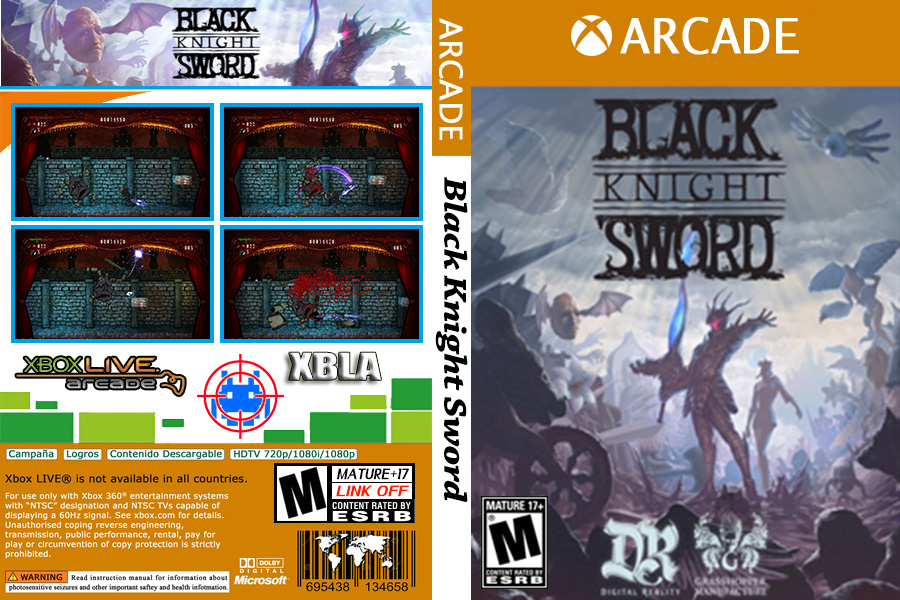 BLACK
KNIGHT
SWORD
XBOX LIVE
arcade
XBLA
Campaña
Logros
Contenido Descargable
HDTV 720p/1080i/1080p
Xbox LIVE® is not available in all countries.
For use only with Xbox 360® entertainment systems
with "NTSC" designation and NTSC TVs capable of
displaying a 60Hz signal. See xbox.com for details.
Unauthorised coping reverse engineering,
transmission, public performance, rental, pay for
play or circumvention of copy protection is strictly
prohibited.
WARNING Read instruction manual for information about
photosensitive seizures and other important saftey and health infomation.
M
MATURE+17
LINK OFF
CONTENT RATED BY
ESRB
DOLBY
DIGITAL
Microsoft
695438 134658
ARCADE
Black Knight Sword
ARCADE
BLACK
KNIGHT
SWORD
MATURE 17+
M
CONTENT RATED BY
ESRB
DR
DIGITAL REALITY
GRASSHOPPER
MANUFACTURE